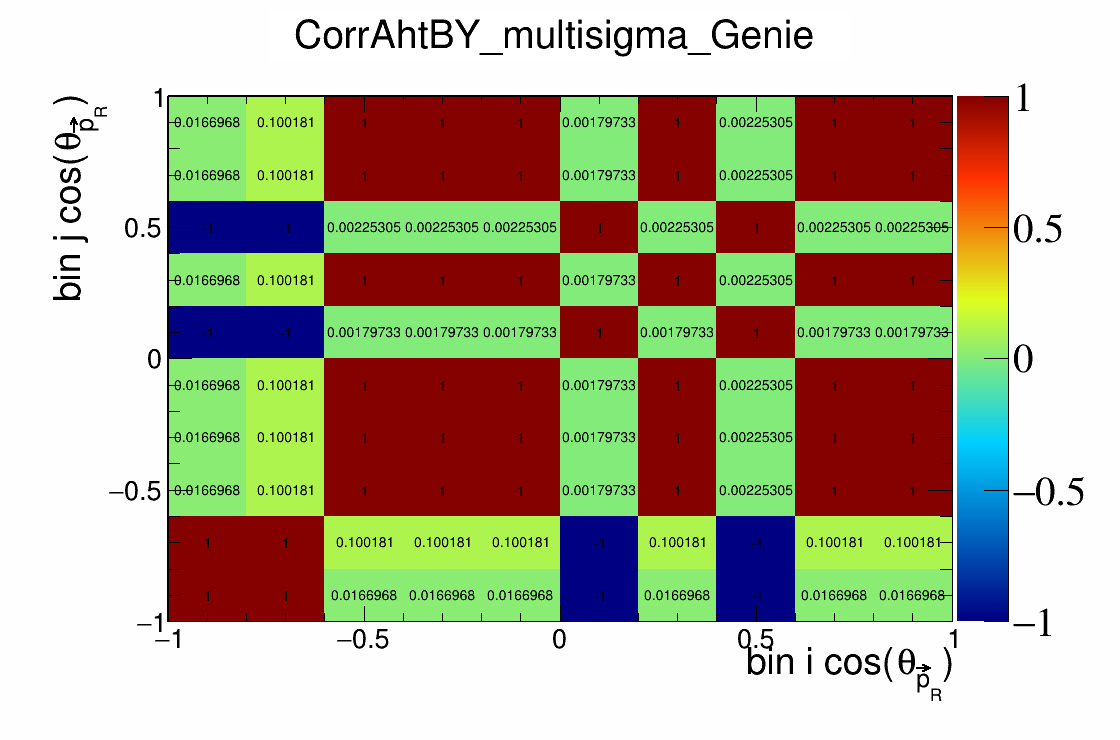 CorrAhtBY_multisigma_Genie
bin j cos(θ_p⃗_R)
1
0.5
0
−0.5
−1
0.0166968 0.100181 1 1 1 0.00179733 1 0.00225305 1 1
0.0166968 0.100181 1 1 1 0.00179733 1 0.00225305 1 1
-1 -1 0.00225305 0.00225305 0.00225305 1 0.00225305 1 0.00225305 0.00225305
0.0166968 0.100181 1 1 1 0.00179733 1 0.00225305 1 1
-1 -1 0.00179733 0.00179733 0.00179733 1 0.00179733 1 0.00179733 0.00179733
0.0166968 0.100181 1 1 1 0.00179733 1 0.00225305 1 1
0.0166968 0.100181 1 1 1 0.00179733 1 0.00225305 1 1
0.0166968 0.100181 1 1 1 0.00179733 1 0.00225305 1 1
1 1 0.100181 0.100181 0.100181 -1 0.100181 -1 0.100181 0.100181
1 1 0.0166968 0.0166968 0.0166968 -1 0.0166968 -1 0.0166968 0.0166968
−1 −0.5 0 0.5 1
bin i cos(θ_p⃗_R)
1
0.5
0
−0.5
−1